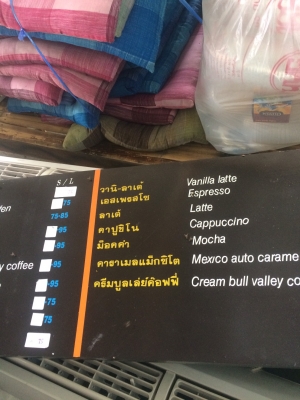 S / L
-75
75-85
-95
-95
-95
-95
-75
-75
75
den
y coffee
วานิ-ลาเต้ Vanilla latte
เอสเพรสโซ Espresso
ลาเต้ Latte
คาปูชิโน Cappuccino
ม็อคค่า Mocha
คาราเมลแม็กซิโต Mexico auto carame
ครีมบูลเล่ย์ค๊อฟฟี่ Cream bull valley co